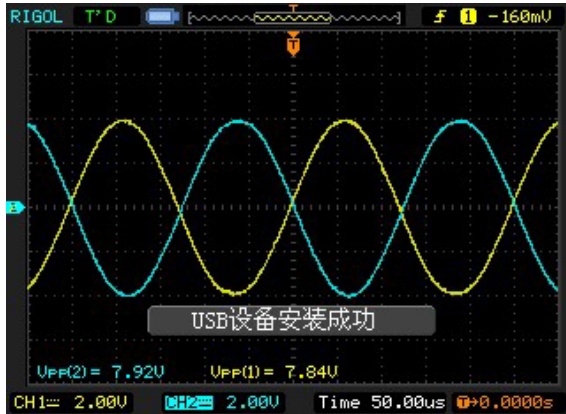 RIGOL T'D T f 1 -160mV
T
USB设备安装成功
Vpp(2)= 7.92V Vpp(1)= 7.84V
CH1 2.00V CH2 2.00V Time 50.00us T→0.0000s